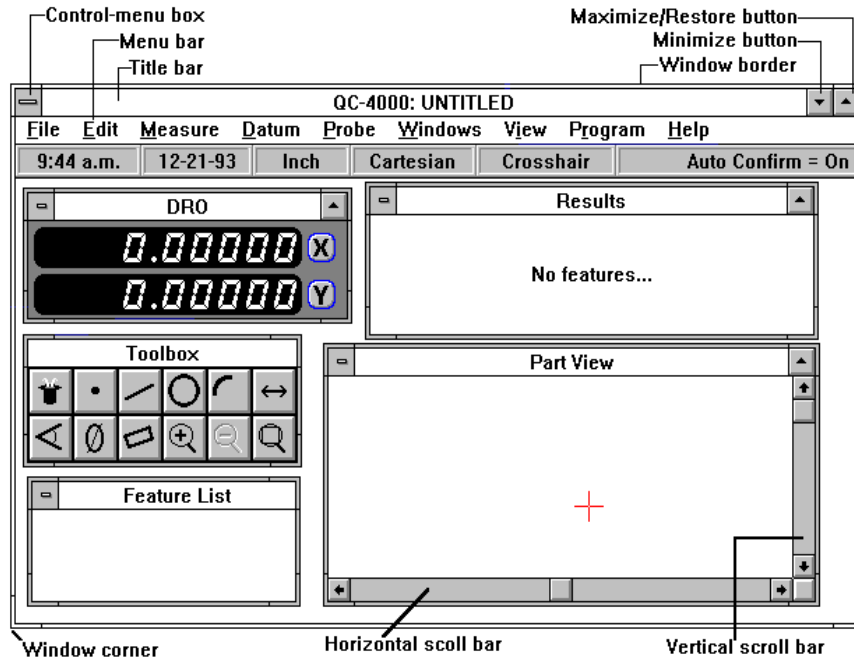 Control-menu box
Maximize/Restore button
Menu bar
Minimize button
Title bar
Window border
QC-4000: UNTITLED
File Edit Measure Datum Probe Windows View Program Help
9:44 a.m. 12-21-93 Inch Cartesian Crosshair Auto Confirm = On
DRO
0.00000 X
0.00000 Y
Results
No features...
Toolbox
Part View
Feature List
Window corner
Horizontal scoll bar
Vertical scroll bar